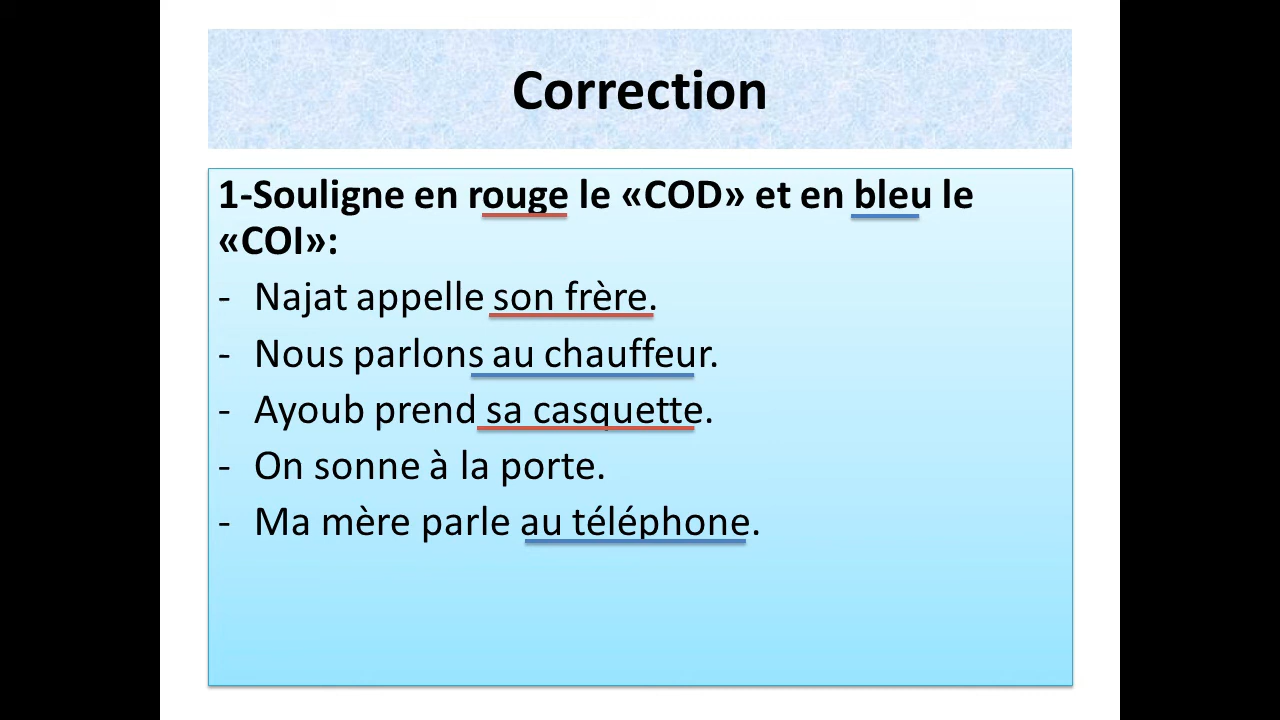 Correction
1-Souligne en rouge le «COD» et en bleu le
«COI»:
- Najat appelle son frère.
- Nous parlons au chauffeur.
- Ayoub prend sa casquette.
- On sonne à la porte.
- Ma mère parle au téléphone.